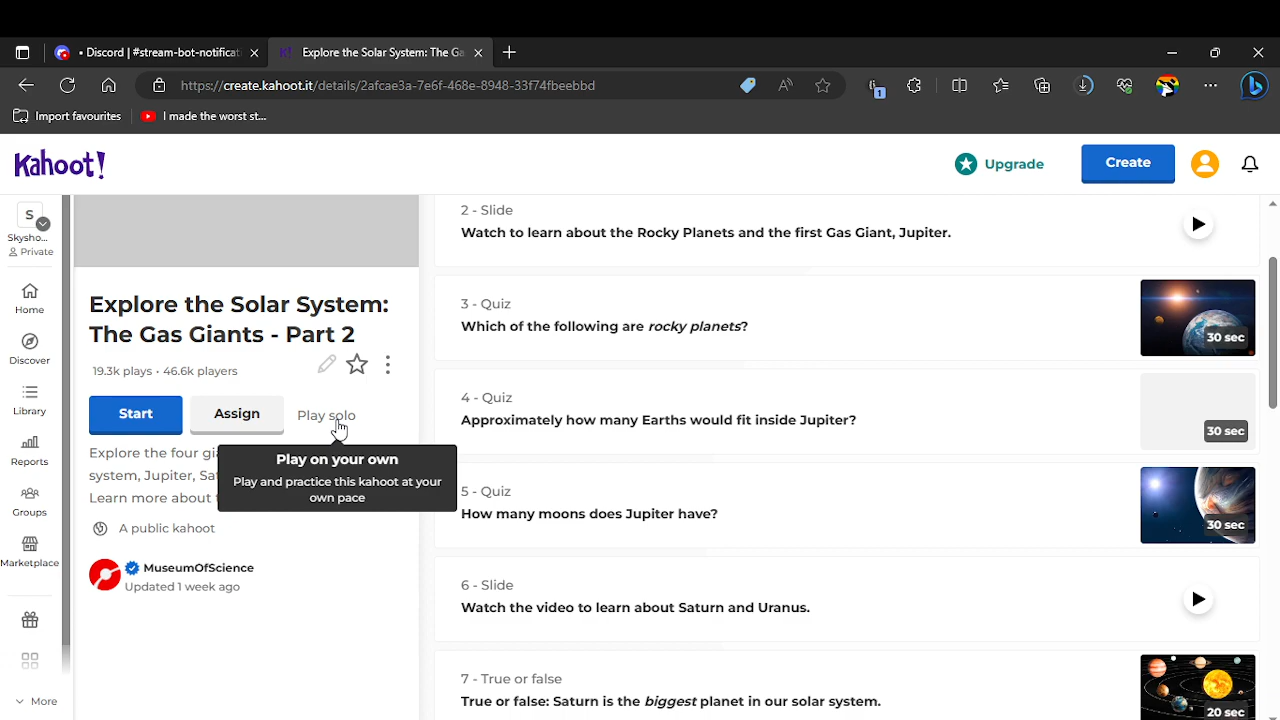 • Discord | #stream-bot-notificat
K! Explore the Solar System: The Ga
https://create.kahoot.it/details/2afcae3a-7e6f-468e-8948-33f74fbeebbd
1
Import favourites
I made the worst st...
Kahoot!
Upgrade
Create
S
Skysho...
Private
Home
Discover
Library
Reports
Groups
Marketplace
More
Explore the Solar System:
The Gas Giants - Part 2
19.3k plays • 46.6k players
Start
Assign
Play solo
Play on your own
Play and practice this kahoot at your
own pace
Explore the four
system, Jupiter,
Learn more about
A public kahoot
MuseumOfScience
Updated 1 week ago
2 - Slide
Watch to learn about the Rocky Planets and the first Gas Giant, Jupiter.
3 - Quiz
Which of the following are rocky planets?
30 sec
4 - Quiz
Approximately how many Earths would fit inside Jupiter?
30 sec
5 - Quiz
How many moons does Jupiter have?
30 sec
6 - Slide
Watch the video to learn about Saturn and Uranus.
7 - True or false
True or false: Saturn is the biggest planet in our solar system.
20 sec